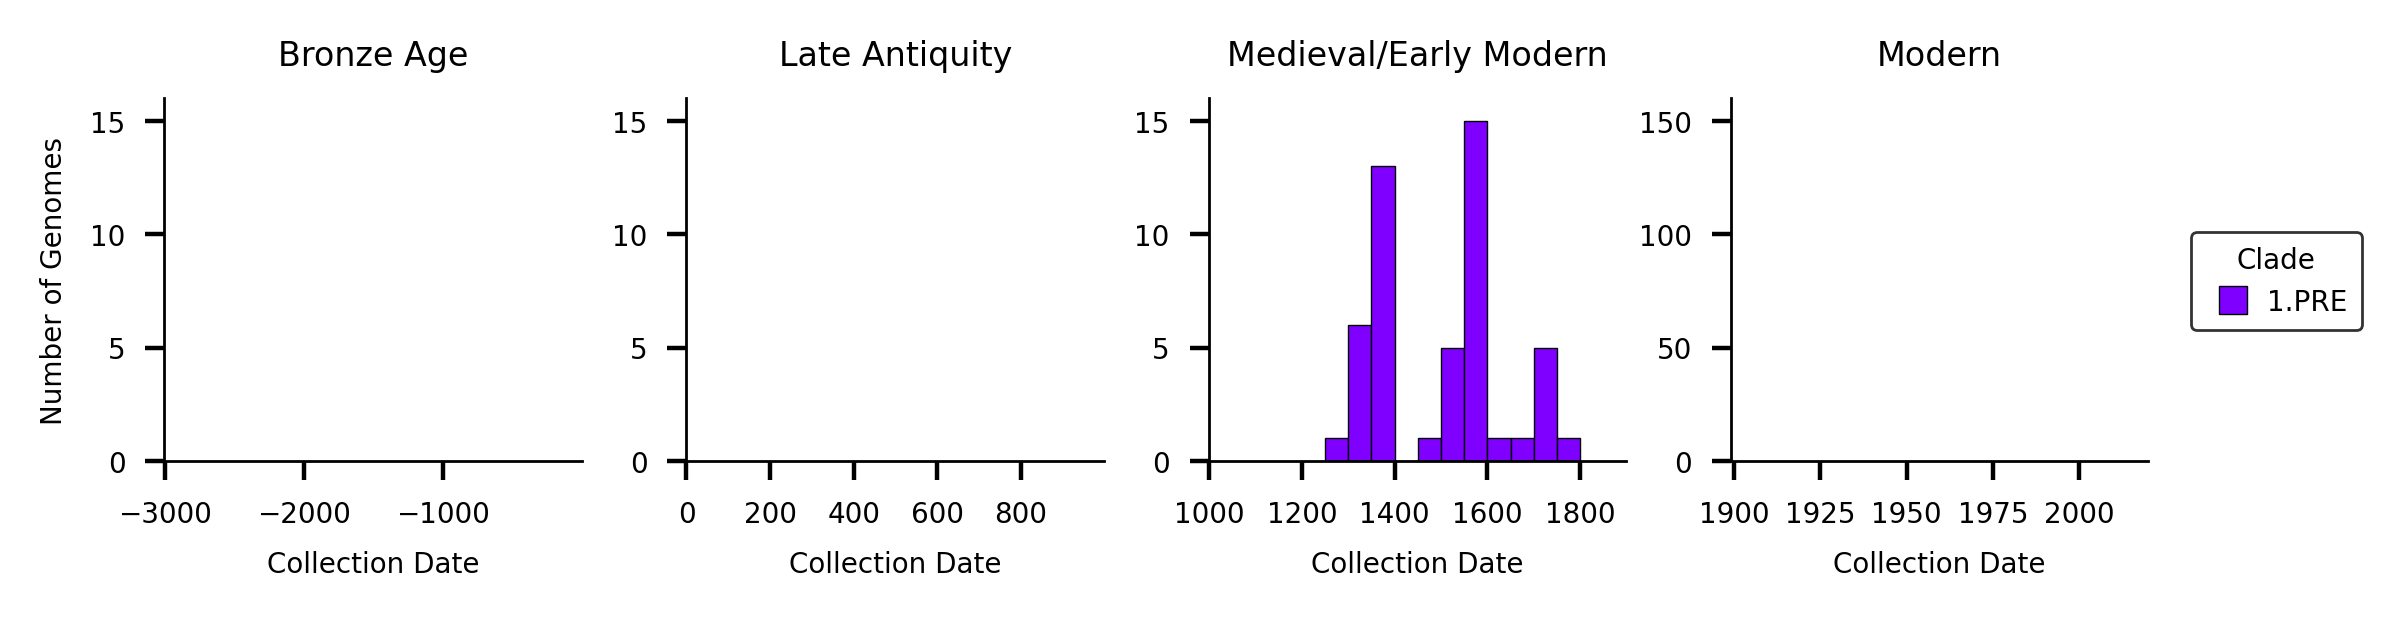 Bronze Age
Late Antiquity
Medieval/Early Modern
Modern
Number of Genomes
15
10
5
0
−3000 −2000 −1000
Collection Date
15
10
5
0
0 200 400 600 800
Collection Date
15
10
5
0
1000 1200 1400 1600 1800
Collection Date
150
100
50
0
1900 1925 1950 1975 2000
Collection Date
Clade
1.PRE